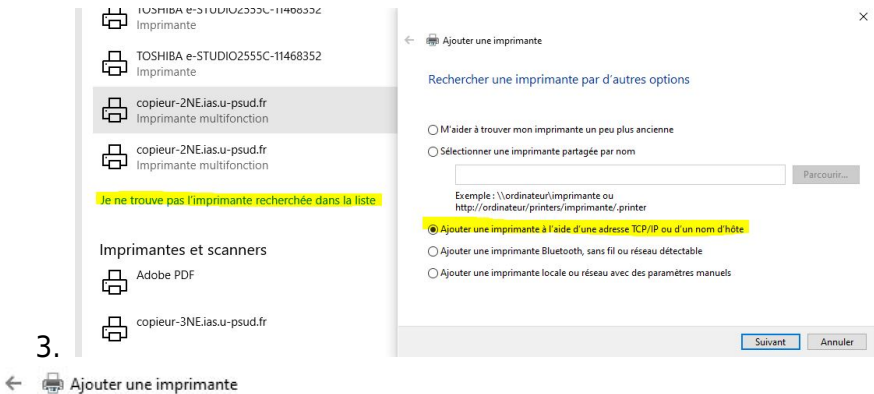 TOSHIBA e-STUDIO2555C-11468352
Imprimante
TOSHIBA e-STUDIO2555C-11468352
Imprimante
copieur-2NE.ias.u-psud.fr
Imprimante multifonction
copieur-2NE.ias.u-psud.fr
Imprimante multifonction
Je ne trouve pas l'imprimante recherchée dans la liste
Imprimantes et scanners
Adobe PDF
copieur-3NE.ias.u-psud.fr
3.
Ajouter une imprimante
Rechercher une imprimante par d'autres options
M'aider à trouver mon imprimante un peu plus ancienne
Sélectionner une imprimante partagée par nom
Parcourir...
Exemple : \\ordinateur\imprimante ou
http://ordinateur/printers/imprimante/.printer
Ajouter une imprimante à l'aide d'une adresse TCP/IP ou d'un nom d'hôte
Ajouter une imprimante Bluetooth, sans fil ou réseau détectable
Ajouter une imprimante locale ou réseau avec des paramètres manuels
Suivant
Annuler
Ajouter une imprimante